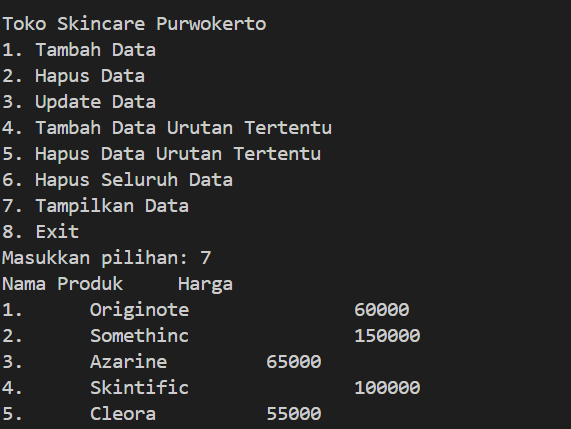 Toko Skincare Purwokerto
1. Tambah Data
2. Hapus Data
3. Update Data
4. Tambah Data Urutan Tertentu
5. Hapus Data Urutan Tertentu
6. Hapus Seluruh Data
7. Tampilkan Data
8. Exit
Masukkan pilihan: 7
Nama Produk     Harga
1.      Originote               60000
2.      Somethinc               150000
3.      Azarine         65000
4.      Skintific               100000
5.      Cleora          55000